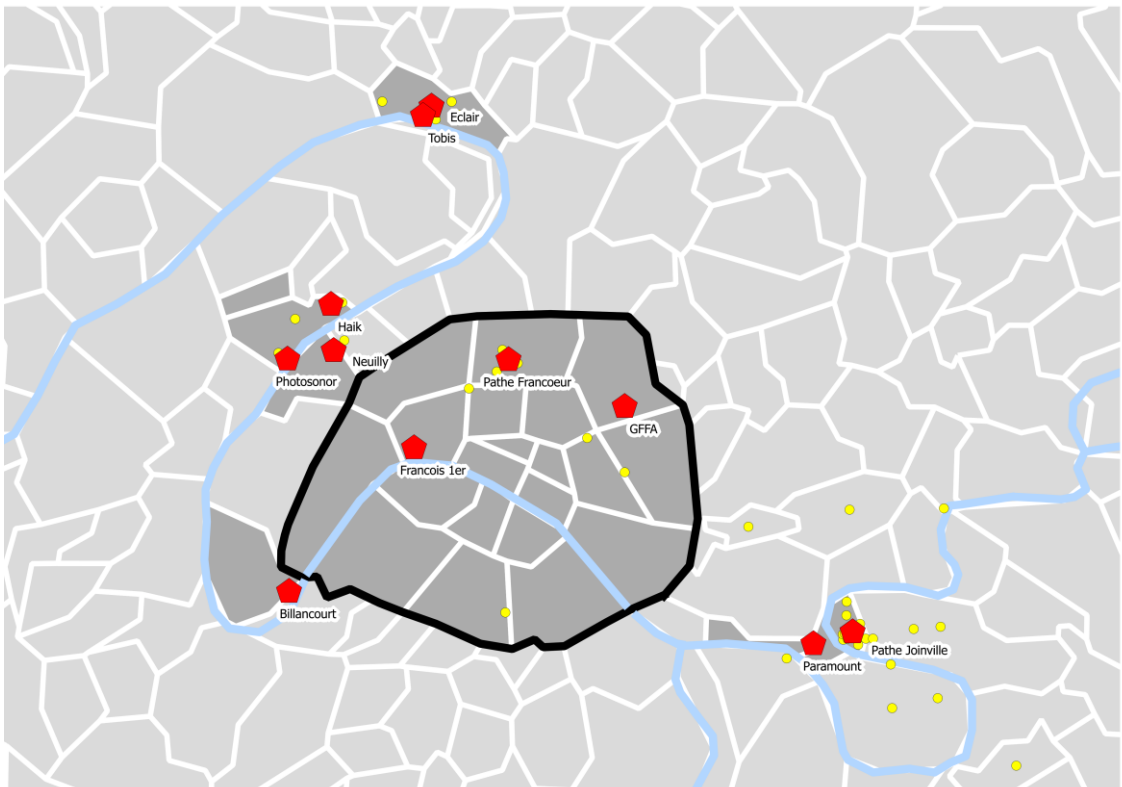 Eclair
Tobis
Haik
Neuilly
Photosonor
Pathe Francoeur
GFFA
Francois 1er
Billancourt
Pathe Joinville
Paramount